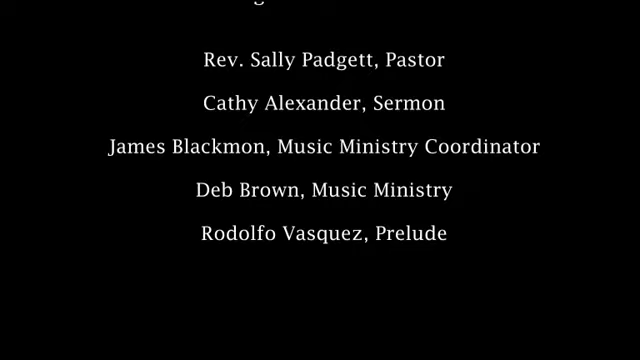 Rev. Sally Padgett, Pastor
Cathy Alexander, Sermon
James Blackmon, Music Ministry Coordinator
Deb Brown, Music Ministry
Rodolfo Vasquez, Prelude